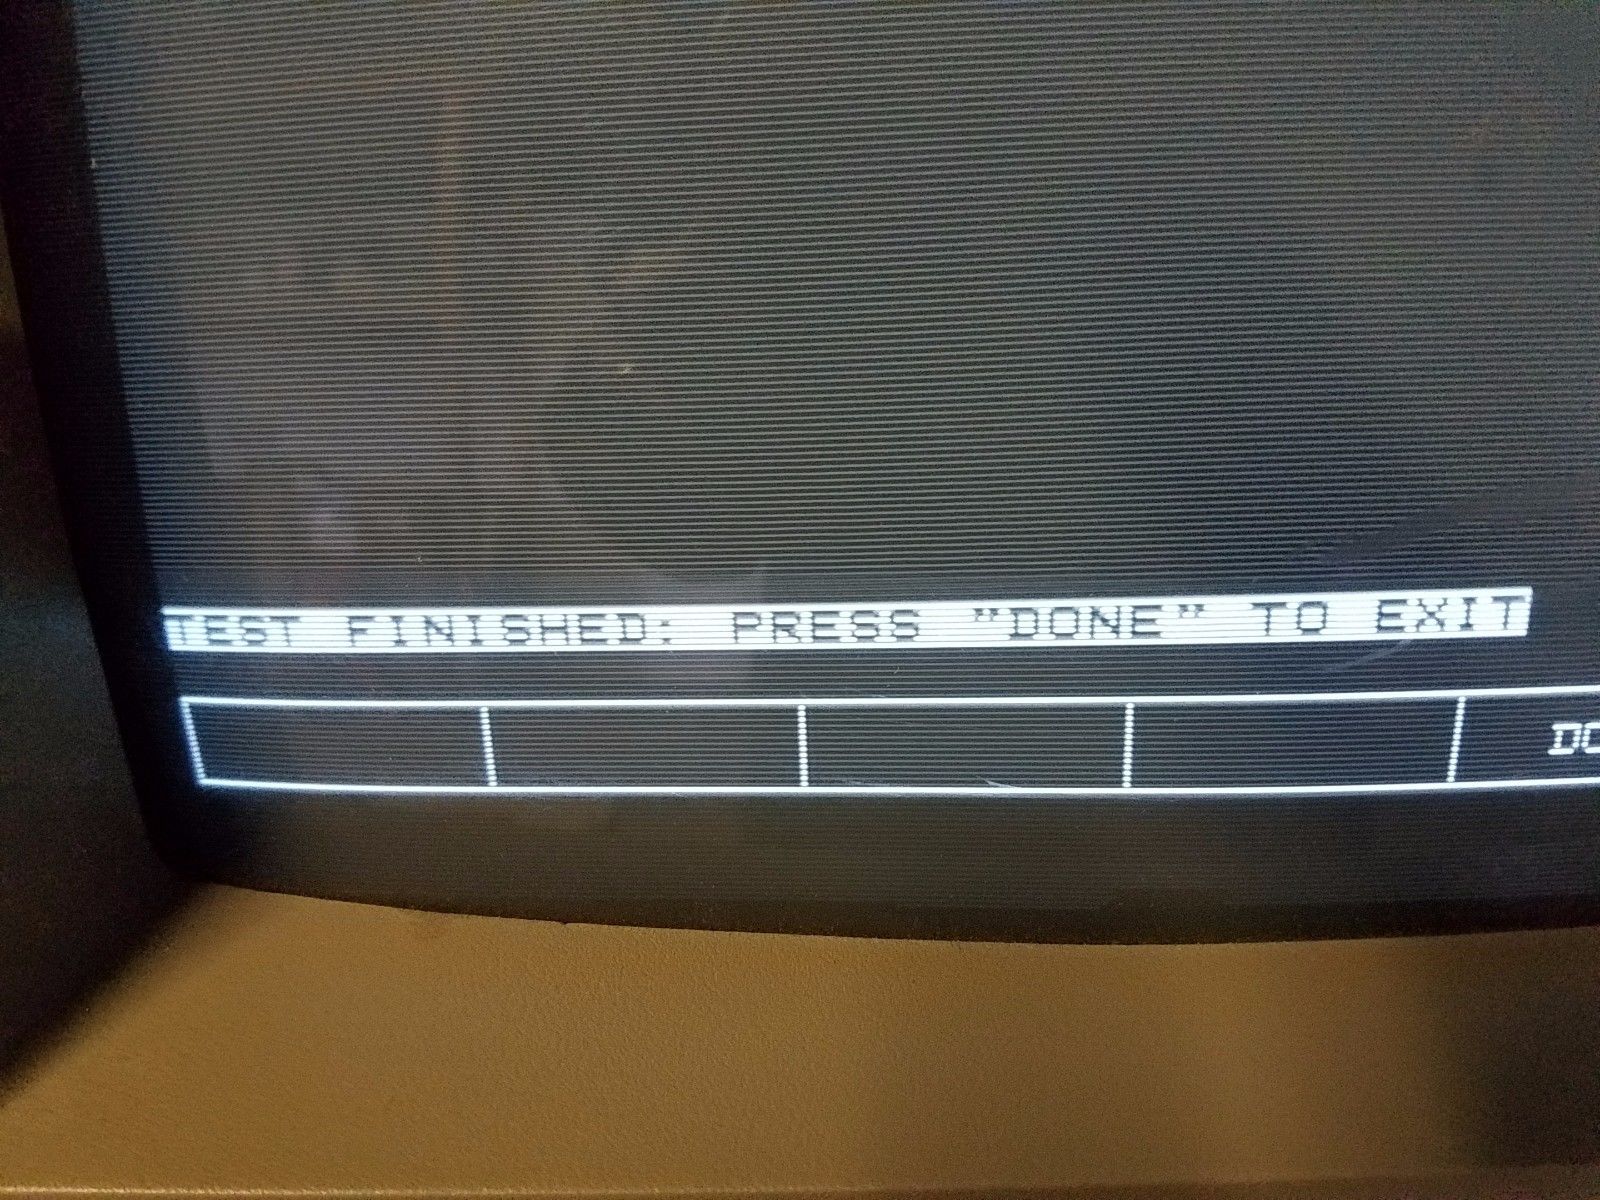 TEST FINISHED: PRESS "DONE" TO EXIT